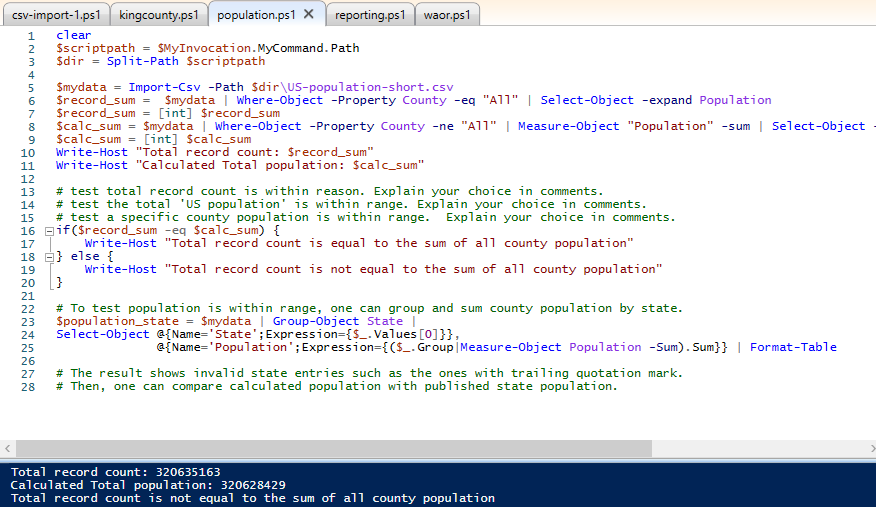 csv-import-1.ps1 kingcounty.ps1 population.ps1 X reporting.ps1 waor.ps1
1 clear
2 $scriptpath = $MyInvocation.MyCommand.Path
3 $dir = Split-Path $scriptpath
4
5 $mydata = Import-Csv -Path $dir\US-population-short.csv
6 $record_sum =  $mydata | Where-Object -Property County -eq "All" | Select-Object -expand Population
7 $record_sum = [int] $record_sum
8 $calc_sum = $mydata | Where-Object -Property County -ne "All" | Measure-Object "Population" -sum | Select-Object -
9 $calc_sum = [int] $calc_sum
10 Write-Host "Total record count: $record_sum"
11 Write-Host "Calculated Total population: $calc_sum"
12
13 # test total record count is within reason. Explain your choice in comments.
14 # test the total 'US population' is within range. Explain your choice in comments.
15 # test a specific county population is within range.  Explain your choice in comments.
16 if($record_sum -eq $calc_sum) {
17     Write-Host "Total record count is equal to the sum of all county population"
18 } else {
19     Write-Host "Total record count is not equal to the sum of all county population"
20 }
21
22 # To test population is within range, one can group and sum county population by state.
23 $population_state = $mydata | Group-Object State |
24 Select-Object @{Name='State';Expression={$_.Values[0]}},
25               @{Name='Population';Expression={($_.Group|Measure-Object Population -Sum).Sum}} | Format-Table
26
27 # The result shows invalid state entries such as the ones with trailing quotation mark.
28 # Then, one can compare calculated population with published state population.
Total record count: 320635163
Calculated Total population: 320628429
Total record count is not equal to the sum of all county population